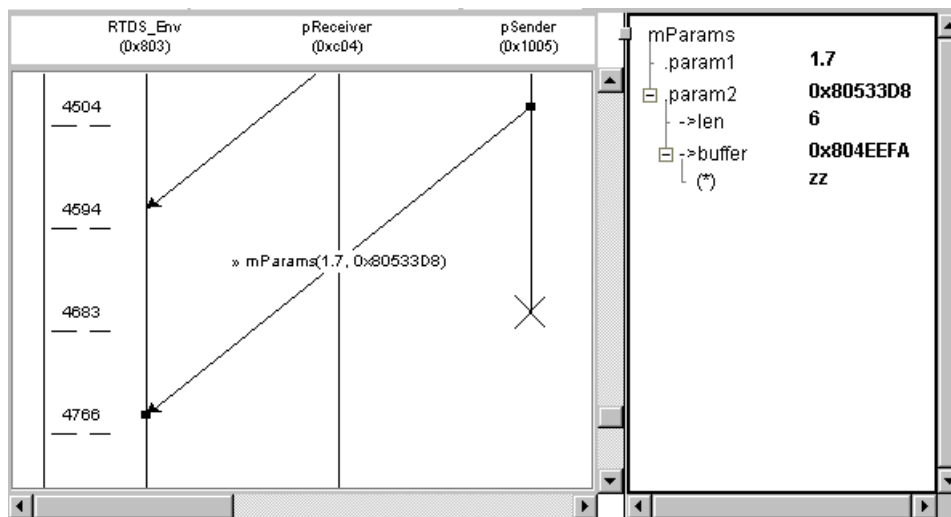 RTDS_Env pReceiver pSender
(0x803) (0xc04) (0x1005)
4504
4594
» mParams(1.7, 0x80533D8)
4683
4766
mParams
.param1 1.7
.param2 0x80533D8
->len 6
->buffer 0x804EEFA
(*) zz